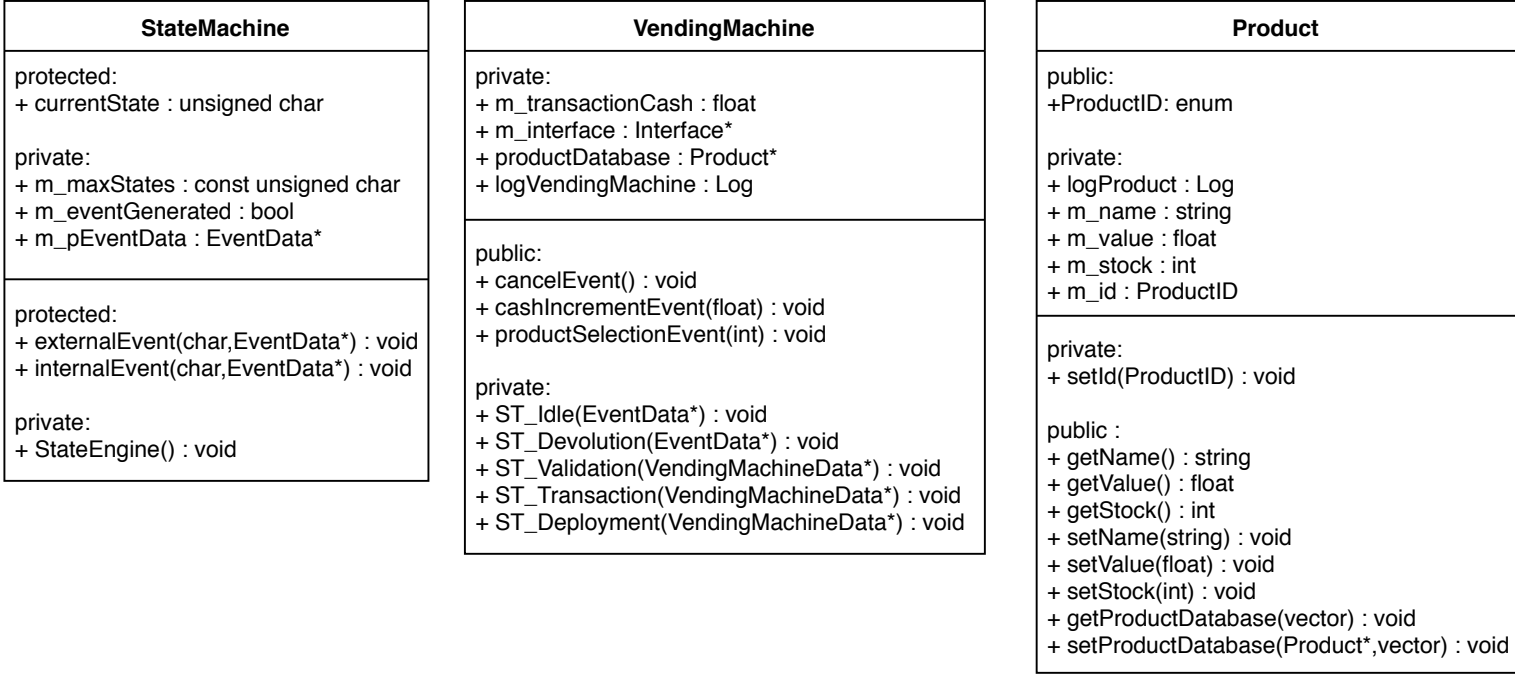 StateMachine
protected:
+ currentState : unsigned char
private:
+ m_maxStates : const unsigned char
+ m_eventGenerated : bool
+ m_pEventData : EventData*
protected:
+ externalEvent(char,EventData*) : void
+ internalEvent(char,EventData*) : void
private:
+ StateEngine() : void
VendingMachine
private:
+ m_transactionCash : float
+ m_interface : Interface*
+ productDatabase : Product*
+ logVendingMachine : Log
public:
+ cancelEvent() : void
+ cashIncrementEvent(float) : void
+ productSelectionEvent(int) : void
private:
+ ST_Idle(EventData*) : void
+ ST_Devolution(EventData*) : void
+ ST_Validation(VendingMachineData*) : void
+ ST_Transaction(VendingMachineData*) : void
+ ST_Deployment(VendingMachineData*) : void
Product
public:
+ProductID: enum
private:
+ logProduct : Log
+ m_name : string
+ m_value : float
+ m_stock : int
+ m_id : ProductID
private:
+ setId(ProductID) : void
public :
+ getName() : string
+ getValue() : float
+ getStock() : int
+ setName(string) : void
+ setValue(float) : void
+ setStock(int) : void
+ getProductDatabase(vector) : void
+ setProductDatabase(Product*,vector) : void